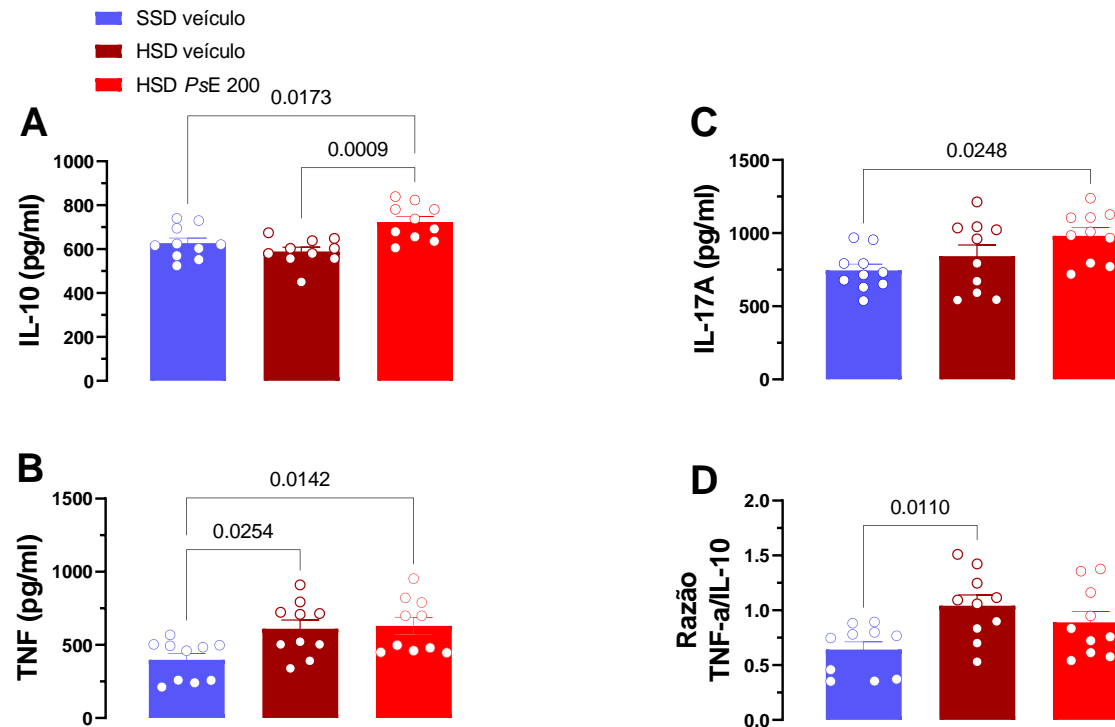 SSD veículo
HSD veículo
HSD PsE 200
A
0.0173
0.0009
1000
800
600
400
200
0
IL-10 (pg/ml)
C
0.0248
1500
1000
500
0
IL-17A (pg/ml)
B
0.0142
0.0254
1500
1000
500
0
TNF (pg/ml)
D
0.0110
2.0
1.5
1.0
0.5
0.0
Razão
TNF-a/IL-10